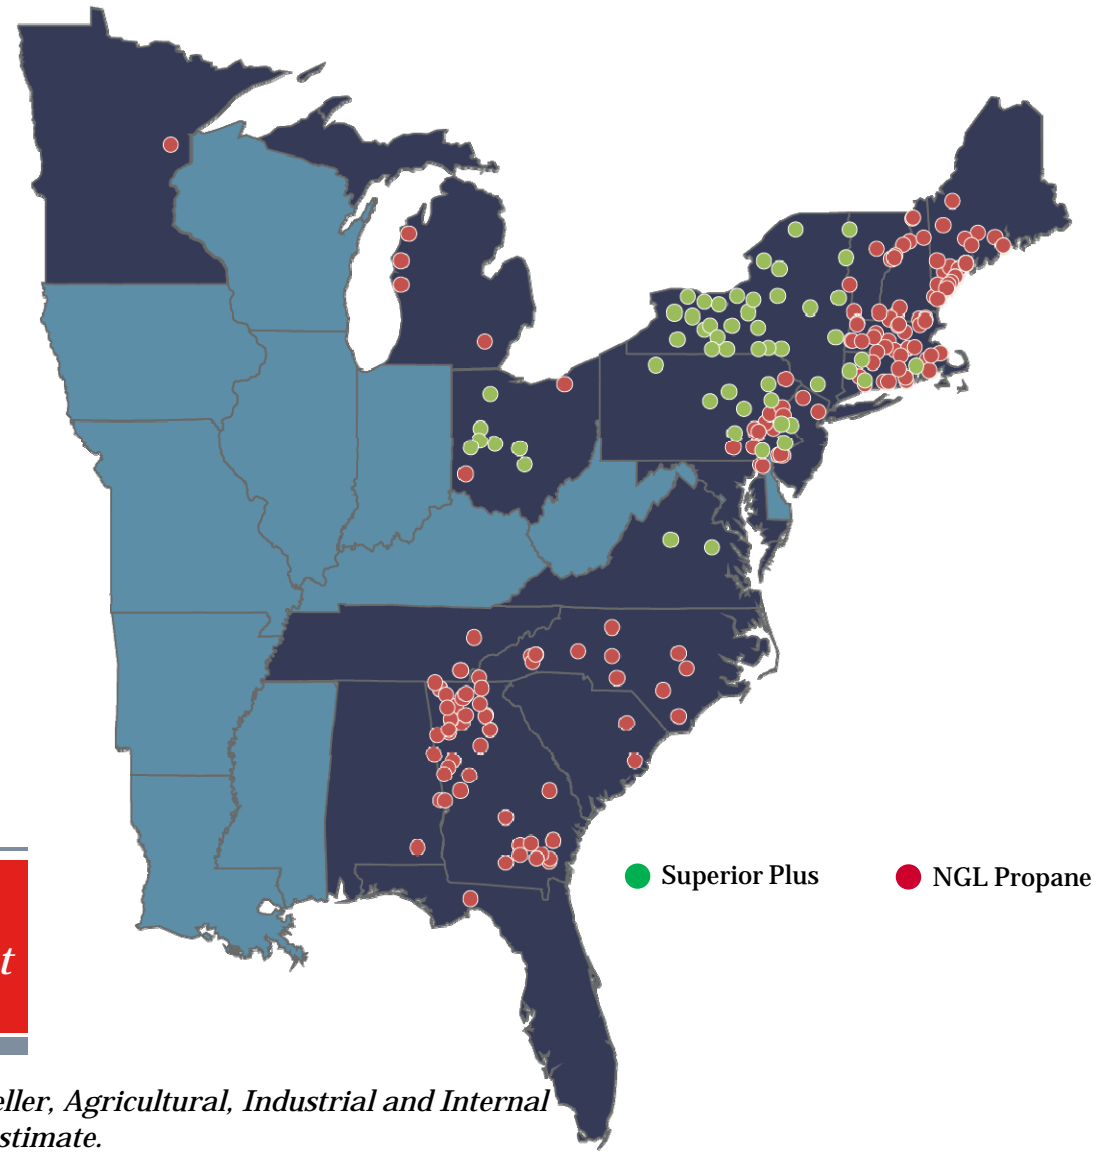 Superior Plus
NGL Propane
t
eller, Agricultural, Industrial and Internal
stimate.